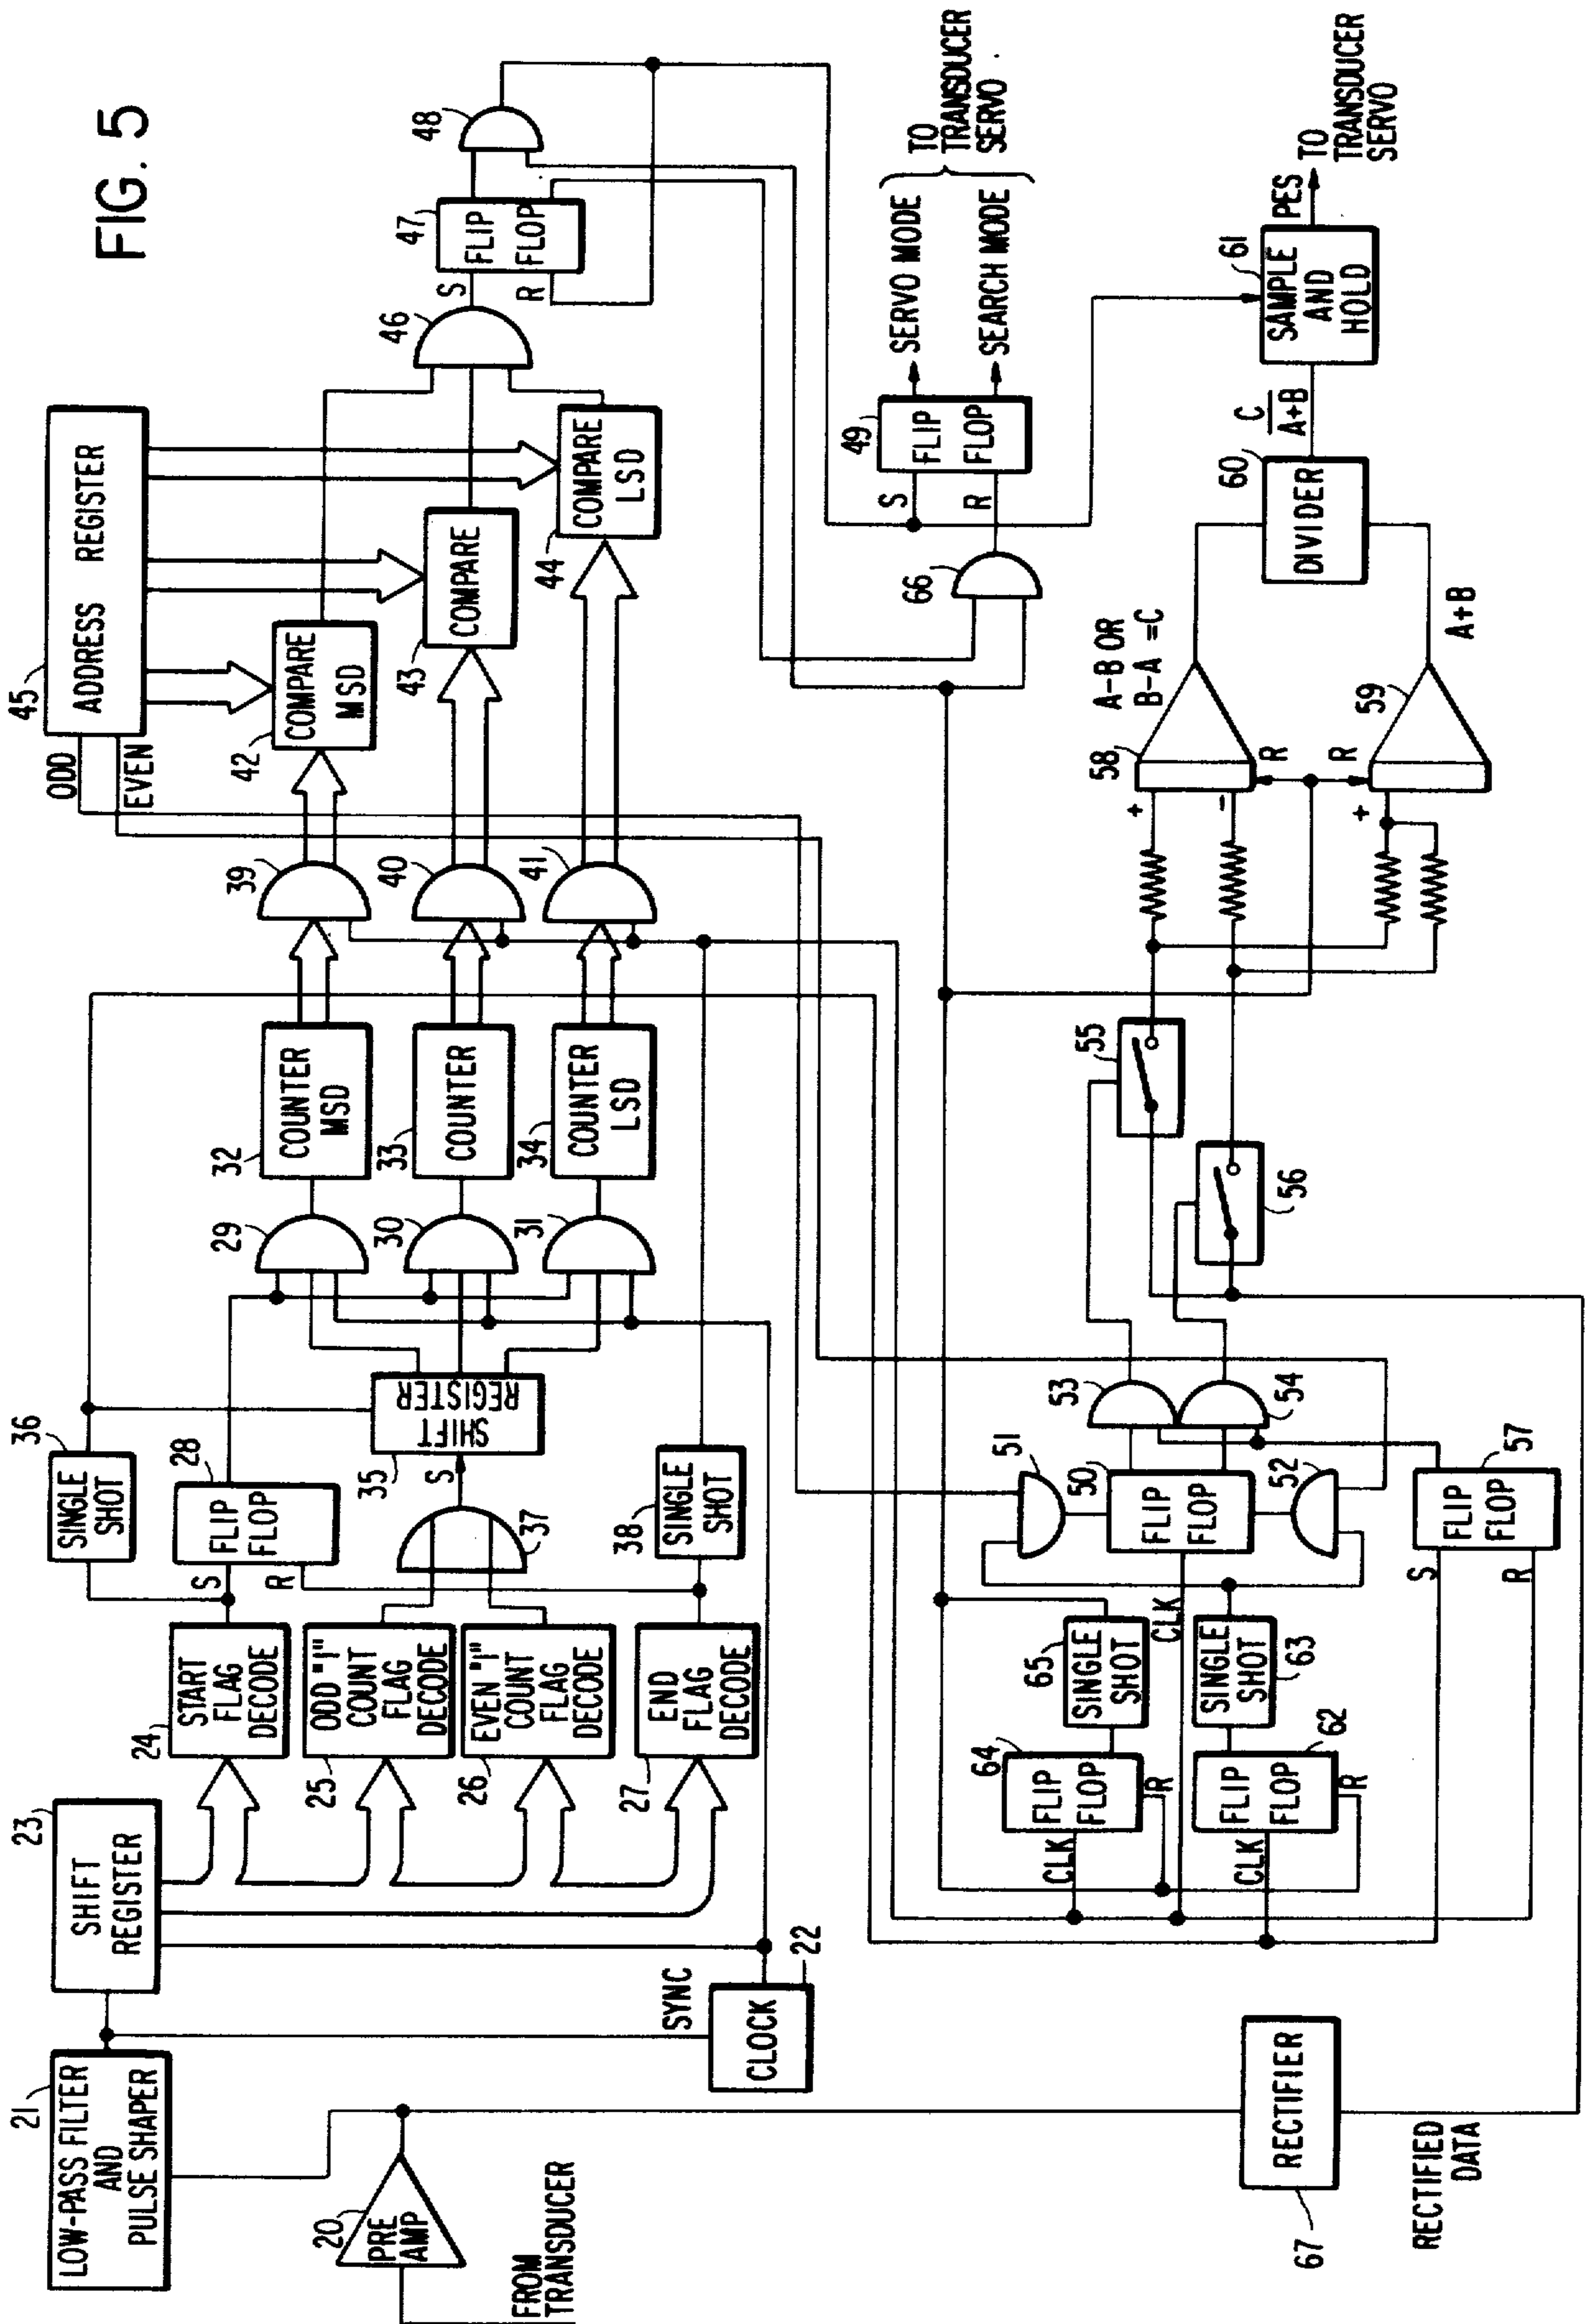 FIG. 5
21
LOW-PASS FILTER
AND
PULSE SHAPER
20
PRE
AMP
FROM
TRANSDUCER
SYNC
CLOCK
22
23
SHIFT
REGISTER
24
START
FLAG
DECODE
25
ODD "1"
COUNT
FLAG
DECODE
26
EVEN "1"
COUNT
FLAG
DECODE
27
END
FLAG
DECODE
36
SINGLE
SHOT
28
S
R
FLIP
FLOP
37
S
35
SHIFT
REGISTER
38
SINGLE
SHOT
29
30
31
32
COUNTER
MSD
33
COUNTER
34
COUNTER
LSD
39
40
41
45
ADDRESS REGISTER
ODD
EVEN
42
COMPARE
MSD
43
COMPARE
44
COMPARE
LSD
46
47
S
R
FLIP
FLOP
48
66
49
S
R
FLIP
FLOP
SERVO MODE
SEARCH MODE
TO
TRANSDUCER
SERVO
67
RECTIFIER
RECTIFIED
DATA
64
CLK
FLIP
FLOP
R
65
SINGLE
SHOT
62
CLK
FLIP
FLOP
R
63
SINGLE
SHOT
CLK
50
FLIP
FLOP
51
52
53
54
57
S
R
FLIP
FLOP
55
56
58
+
-
R
A-B OR
B-A =C
59
+
R
A+B
60
DIVIDER
C
A+B
61
SAMPLE
AND
HOLD
PES
TO
TRANSDUCER
SERVO